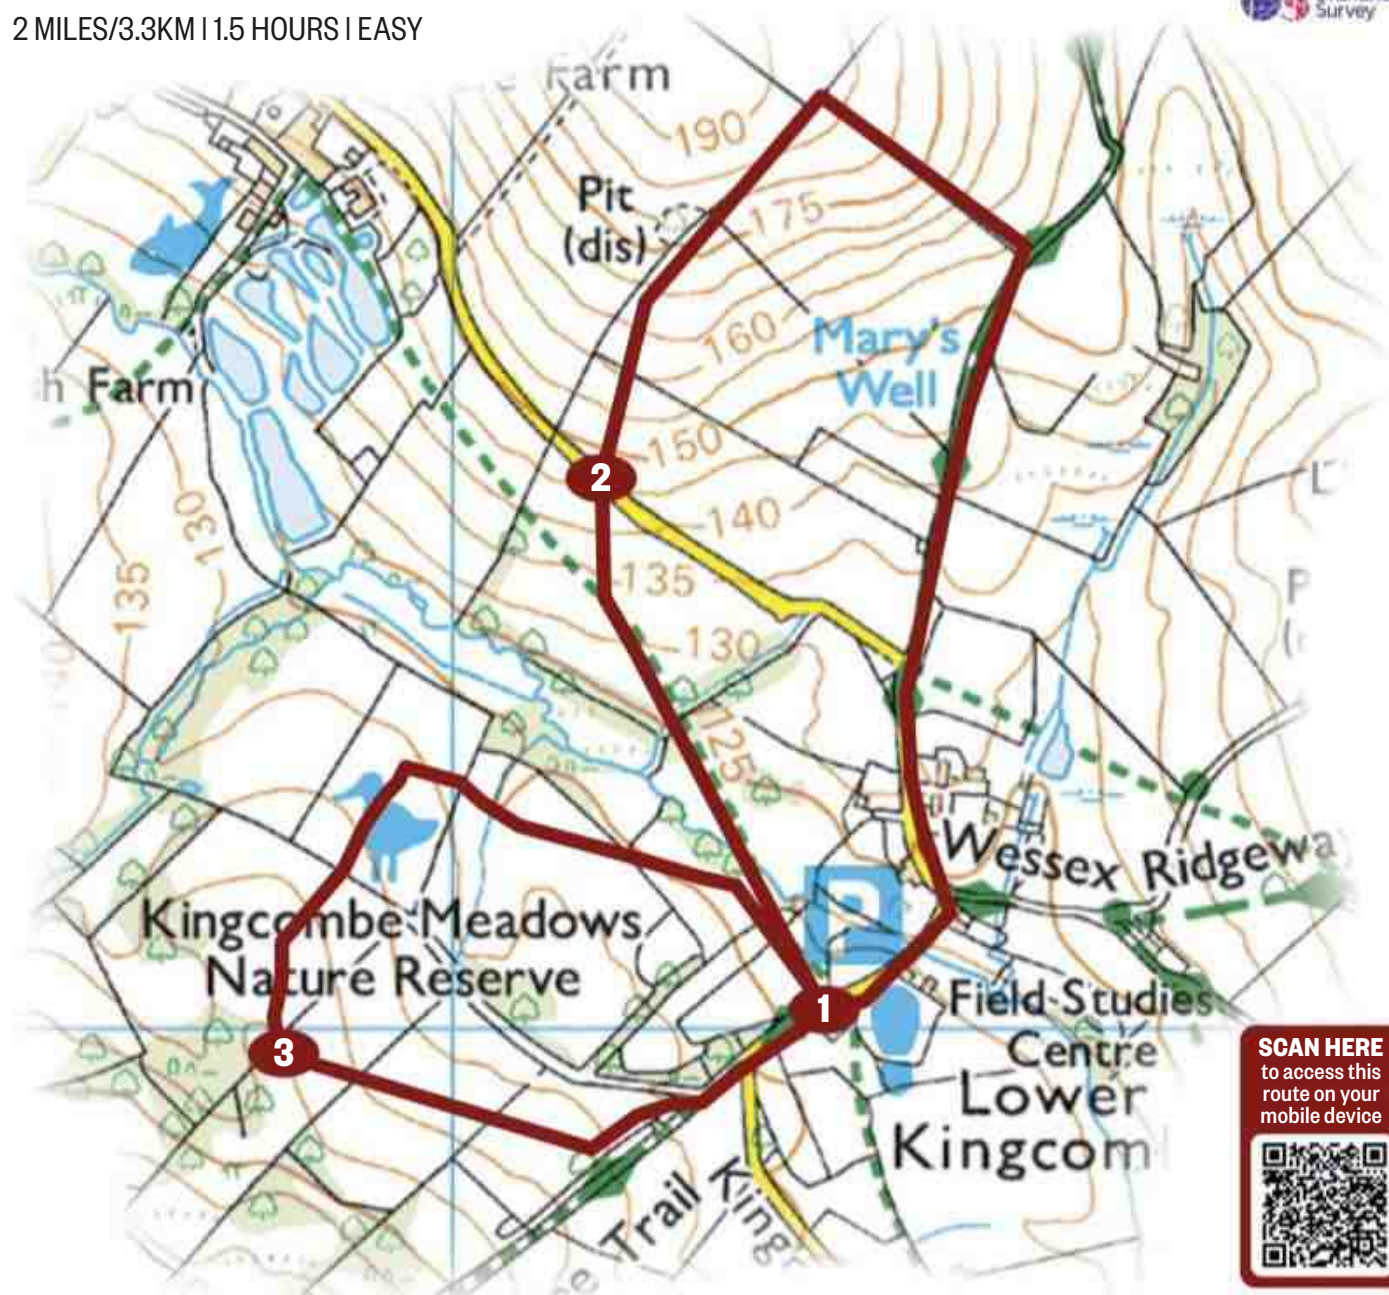 2 MILES/3.3KM | 1.5 HOURS | EASY
Survey
Farm
190
Pit
(dis)
175
160
Mary's
Well
h Farm
150
2
140
130
135
135
130
125
P
Wessex Ridgewa
Kingcombe Meadows
Nature Reserve
1
Field Studies
Centre
3
Lower
Kingcom
Trail
King
SCAN HERE
to access this
route on your
mobile device